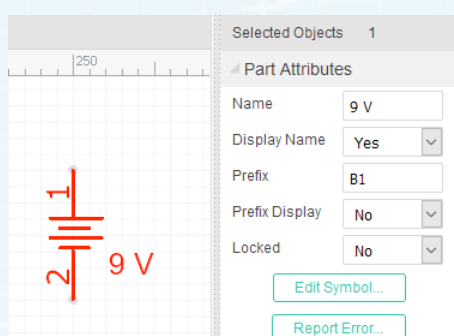 Selected Objects 1
250
Part Attributes
Name 9 V
Display Name Yes
Prefix B1
Prefix Display No
Locked No
Edit Symbol...
Report Error...
1
2
9 V